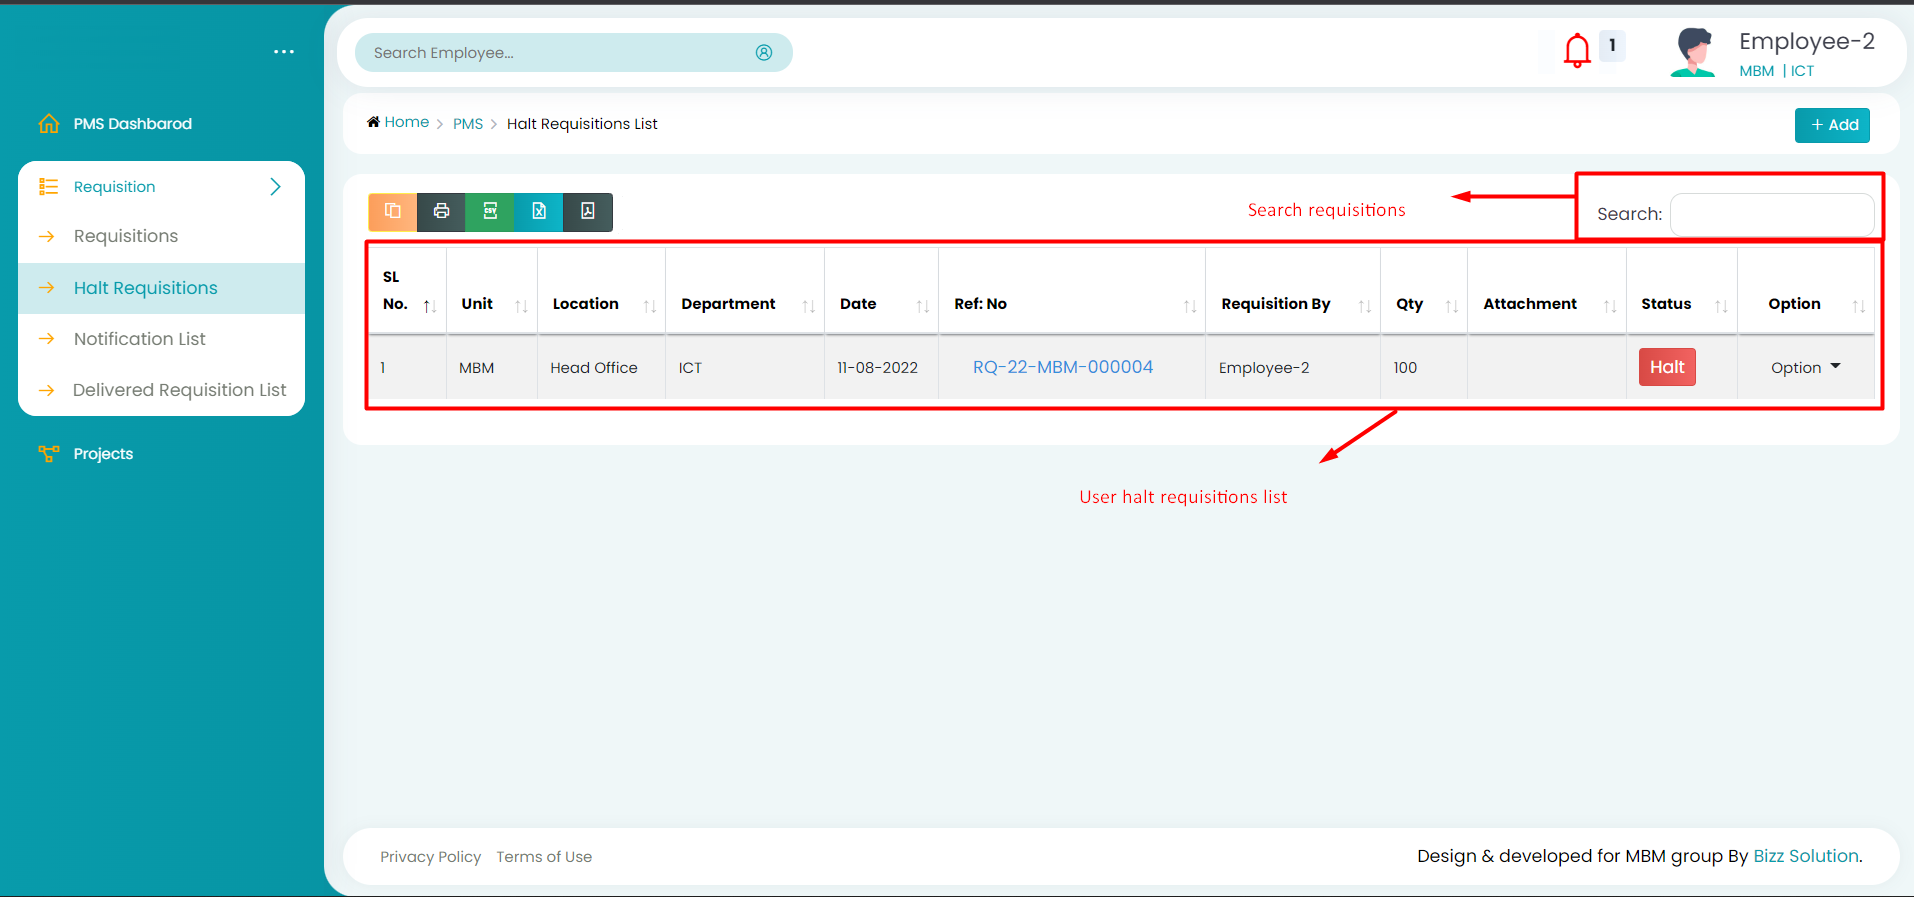 Search Employee...
1
Employee-2
MBM | ICT
PMS Dashbarod
Requisition
Requisitions
Halt Requisitions
Notification List
Delivered Requisition List
Projects
Home > PMS > Halt Requisitions List
+ Add
CSV
Search requisitions
Search:
SL No. Unit Location Department Date Ref: No Requisition By Qty Attachment Status Option
1 MBM Head Office ICT 11-08-2022 RQ-22-MBM-000004 Employee-2 100 Halt Option
User halt requisitions list
Privacy Policy Terms of Use
Design & developed for MBM group By Bizz Solution.